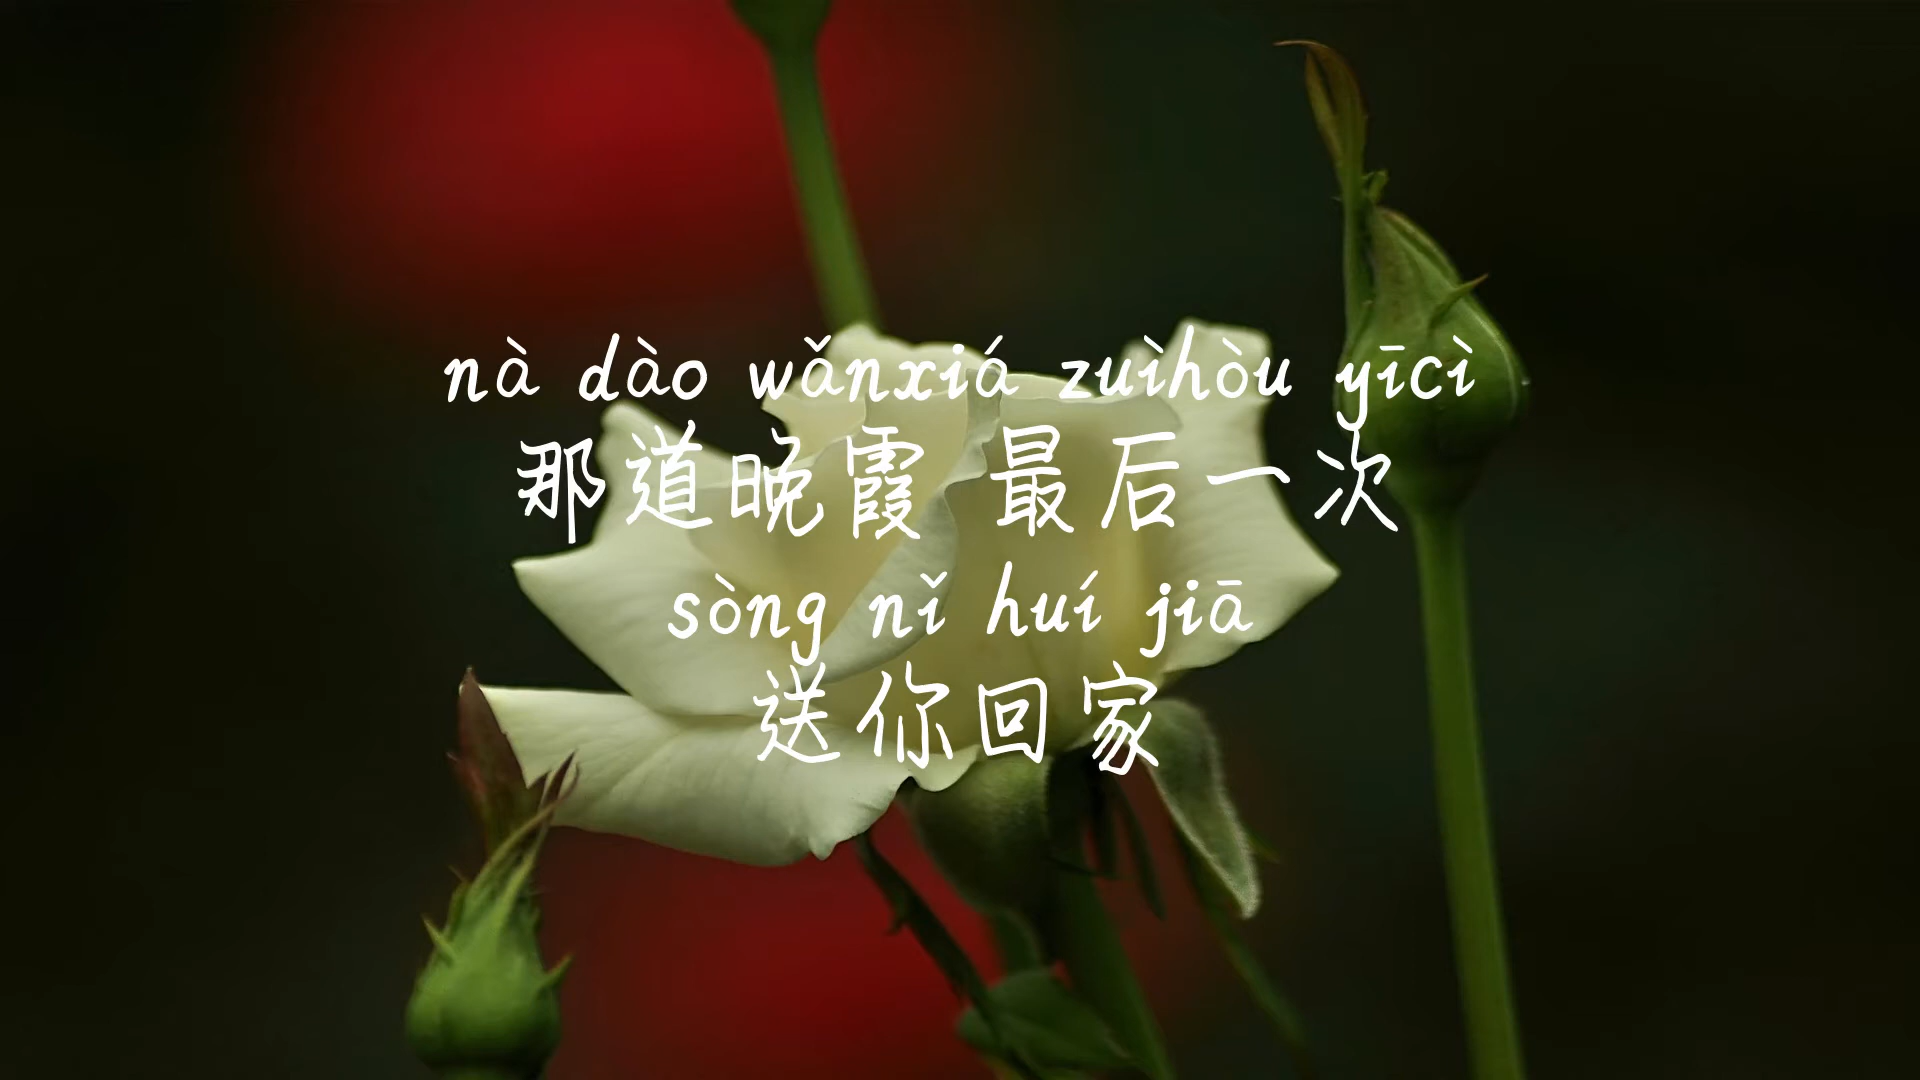 nà dào wǎnxiá zuìhòu yīcì
那道晚霞 最后一次
sòng nǐ huí jiā
送你回家